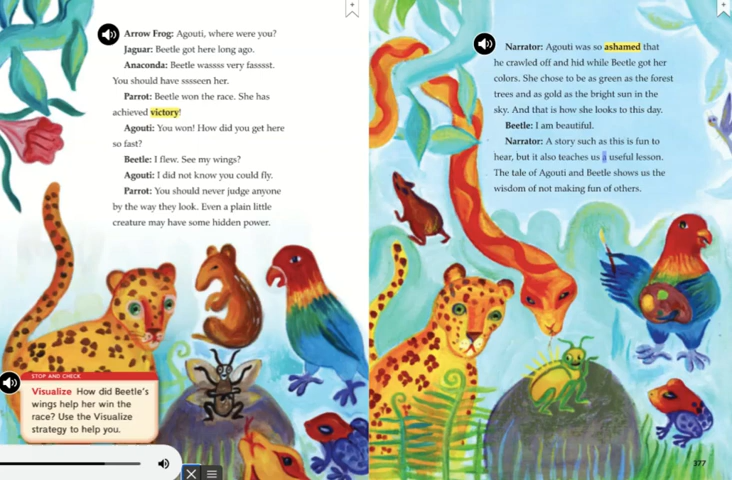 Arrow Frog: Agouti, where were you?
Jaguar: Beetle got here long ago.
Anaconda: Beetle wassss very fasssst.
You should have sssseen her.
Parrot: Beetle won the race. She has
achieved victory!
Agouti: You won! How did you get here
so fast?
Beetle: I flew. See my wings?
Agouti: I did not know you could fly.
Parrot: You should never judge anyone
by the way they look. Even a plain little
creature may have some hidden power.
STOP AND CHECK
Visualize How did Beetle's
wings help her win the
race? Use the Visualize
strategy to help you.
Narrator: Agouti was so ashamed that
he crawled off and hid while Beetle got her
colors. She chose to be as green as the forest
trees and as gold as the bright sun in the
sky. And that is how she looks to this day.
Beetle: I am beautiful.
Narrator: A story such as this is fun to
hear, but it also teaches us a useful lesson.
The tale of Agouti and Beetle shows us the
wisdom of not making fun of others.
377